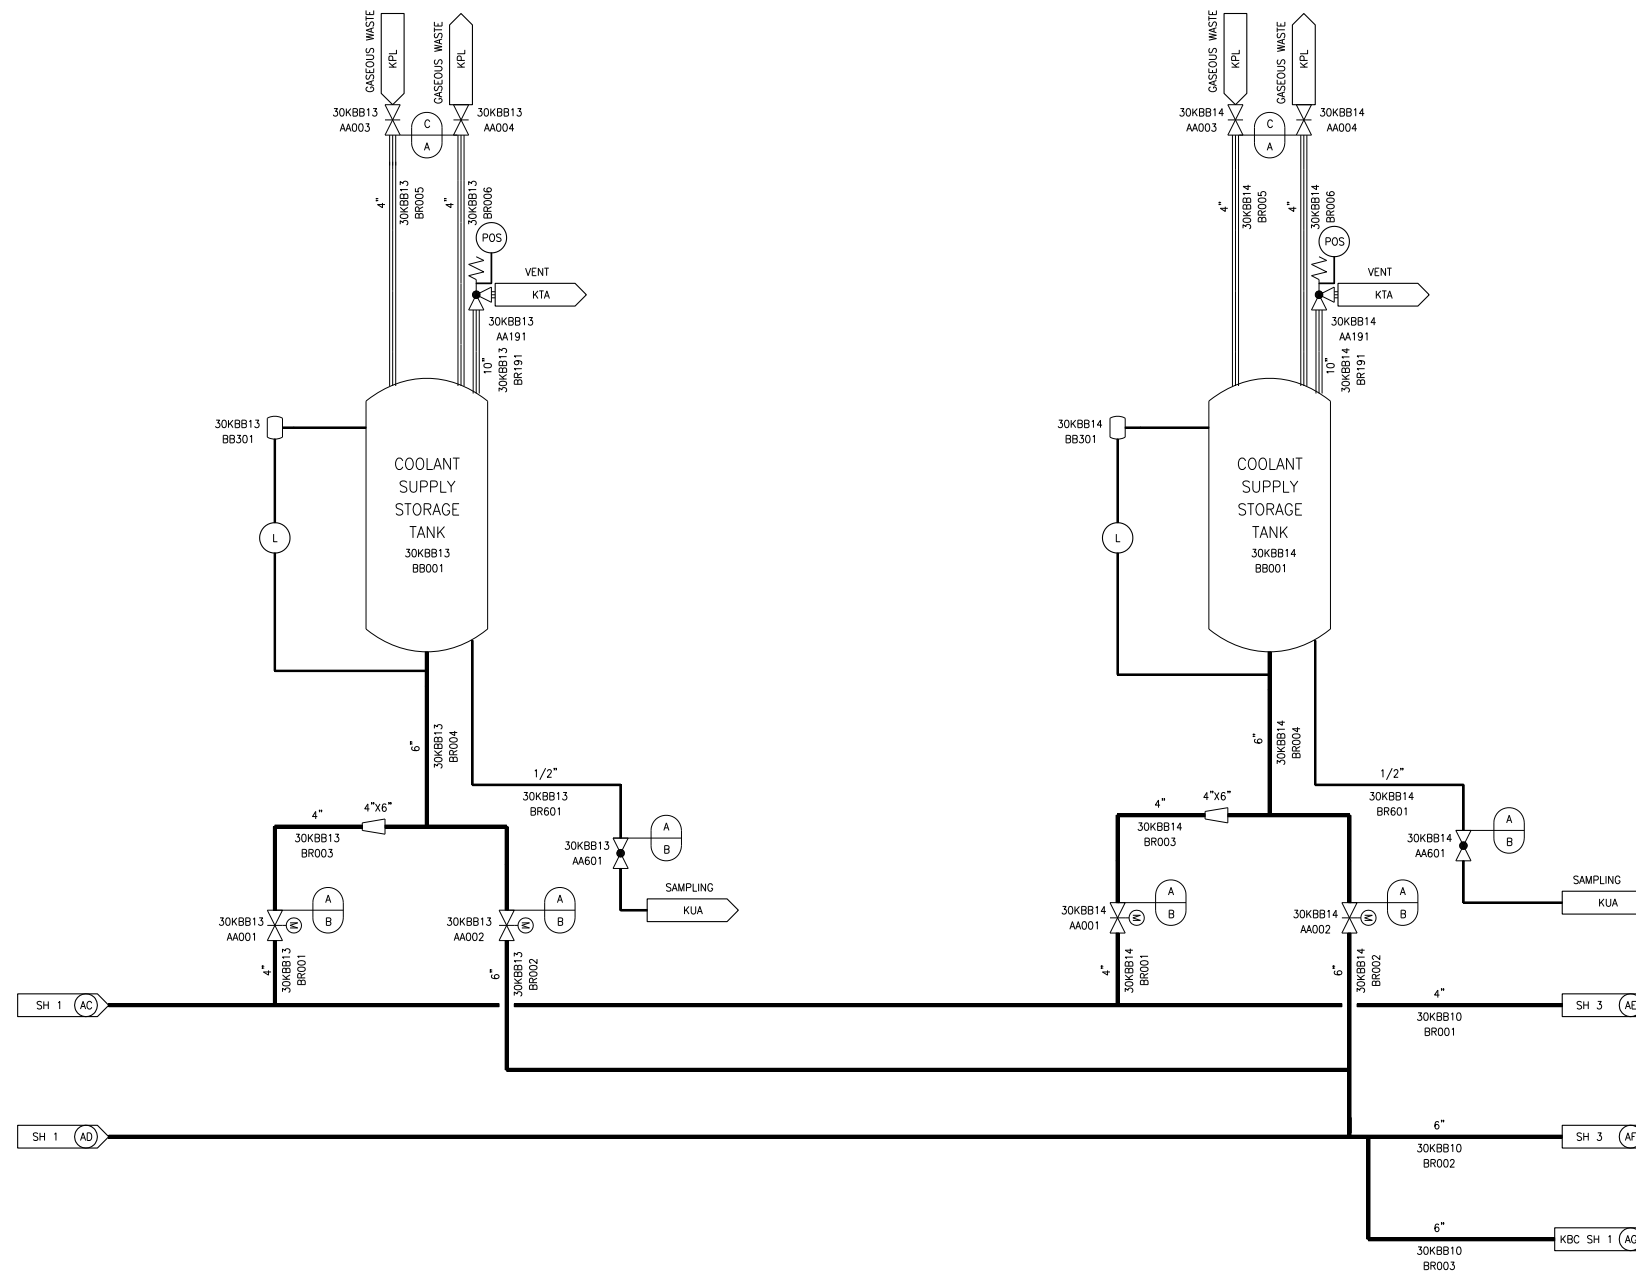 GASEOUS WASTE
KPL
GASEOUS WASTE
KPL
30KBB13
AA003
C
A
30KBB13
AA004
4"
30KBB13
BR005
4"
30KBB13
BR006
POS
VENT
KTA
30KBB13
AA191
10"
30KBB13
BR191
30KBB13
BB301
L
COOLANT
SUPPLY
STORAGE
TANK
30KBB13
BB001
6"
30KBB13
BR004
1/2"
30KBB13
BR601
4"
4"X6"
30KBB13
BR003
30KBB13
AA601
A
B
SAMPLING
KUA
30KBB13
AA001
M
A
B
30KBB13
AA002
M
A
B
4"
30KBB13
BR001
6"
30KBB13
BR002
GASEOUS WASTE
KPL
GASEOUS WASTE
KPL
30KBB14
AA003
C
A
30KBB14
AA004
4"
30KBB14
BR005
4"
30KBB14
BR006
POS
VENT
KTA
30KBB14
AA191
10"
30KBB14
BR191
30KBB14
BB301
L
COOLANT
SUPPLY
STORAGE
TANK
30KBB14
BB001
6"
30KBB14
BR004
1/2"
30KBB14
BR601
4"
4"X6"
30KBB14
BR003
30KBB14
AA601
A
B
SAMPLING
KUA
30KBB14
AA001
M
A
B
30KBB14
AA002
M
A
B
4"
30KBB14
BR001
6"
30KBB14
BR002
SH 1 AC
4"
30KBB10
BR001
SH 3 AE
SH 1 AD
6"
30KBB10
BR002
SH 3 AF
6"
30KBB10
BR003
KBC SH 1